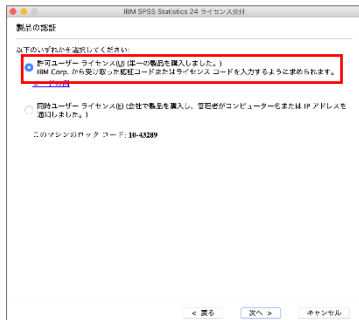 IBM SPSS Statistics 24 ライセンス交付
製品の認証
以下のいずれかを選択してください:
許可ユーザー ライセンス(U) (単一の製品を購入しました。)
IBM Corp. から受け取った認証コードまたはライセンス コードを入力するように求められます。
コードの例
同時ユーザー ライセンス(E) (会社で製品を購入し、管理者がコンピューター名または IP アドレスを
通知しました。)
このマシンのロック コード: 10-43289
< 戻る
次へ >
キャンセル